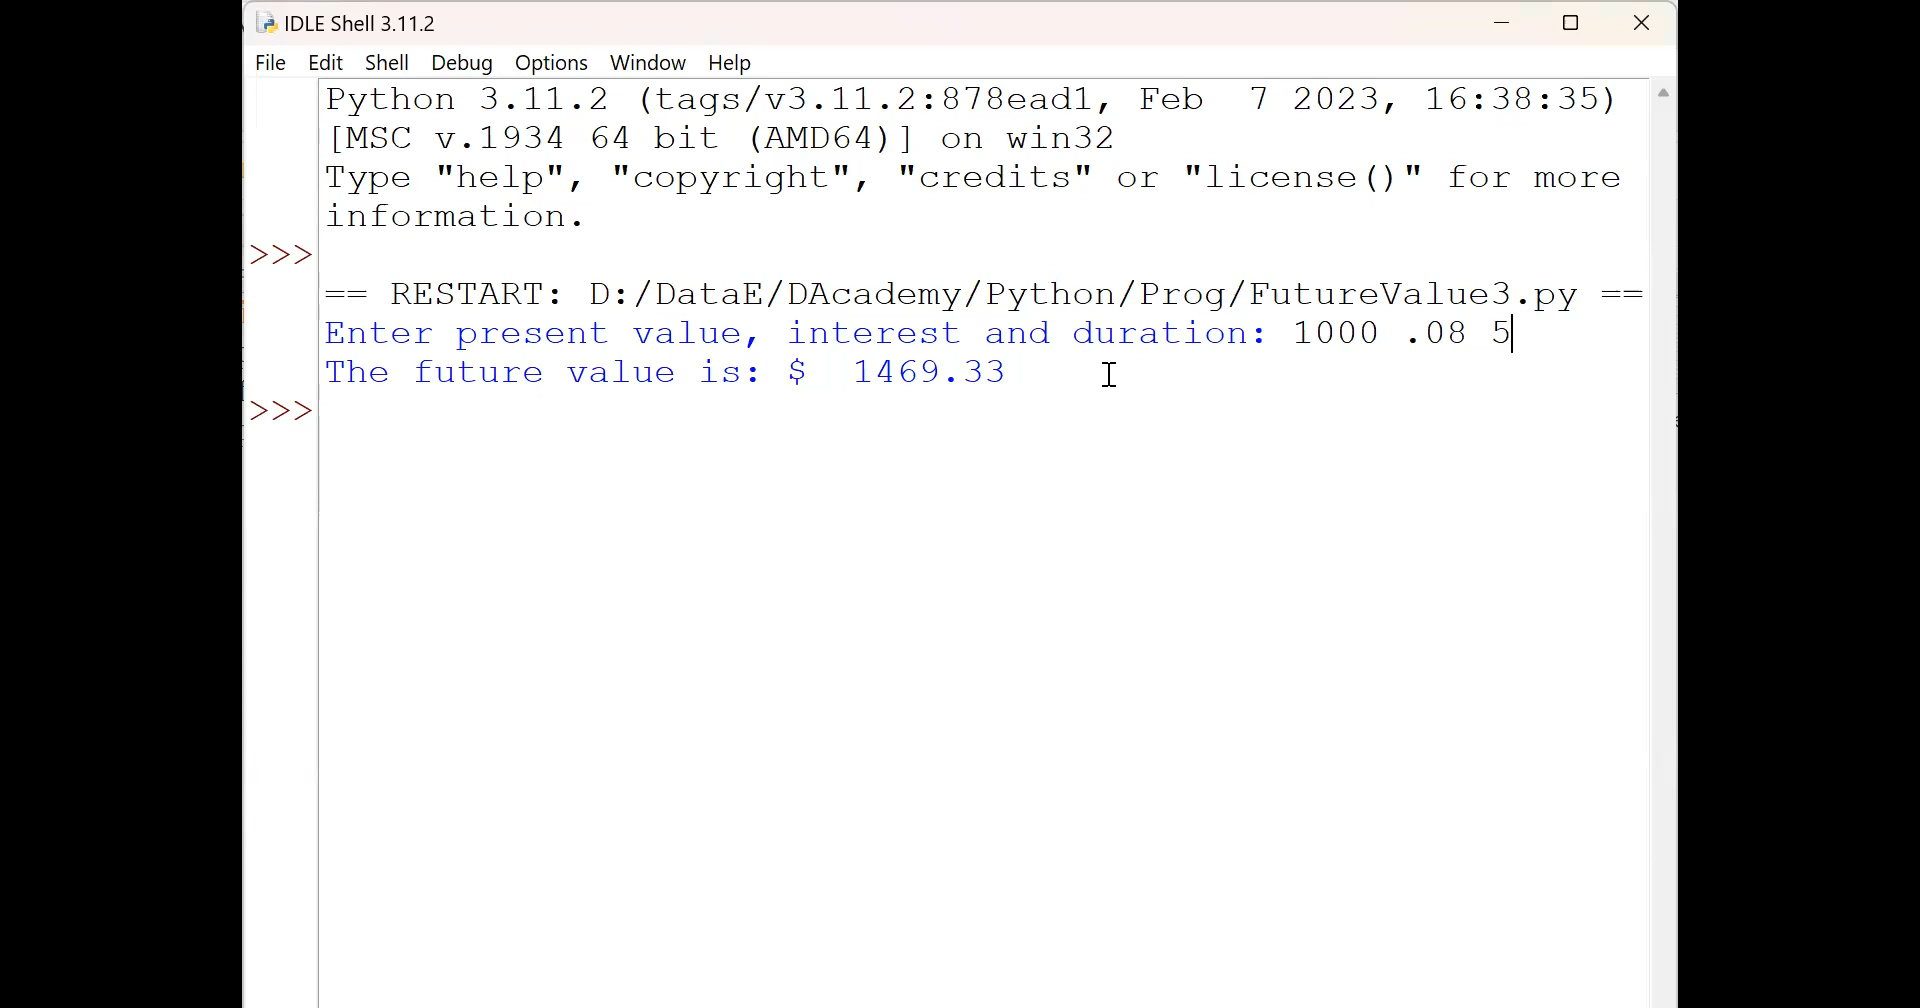 IDLE Shell 3.11.2
File Edit Shell Debug Options Window Help
Python 3.11.2 (tags/v3.11.2:878ead1, Feb  7 2023, 16:38:35)
[MSC v.1934 64 bit (AMD64)] on win32
Type "help", "copyright", "credits" or "license()" for more
information.
>>>
== RESTART: D:/DataE/DAcademy/Python/Prog/FutureValue3.py ==
Enter present value, interest and duration: 1000 .08 5
The future value is: $  1469.33
>>>